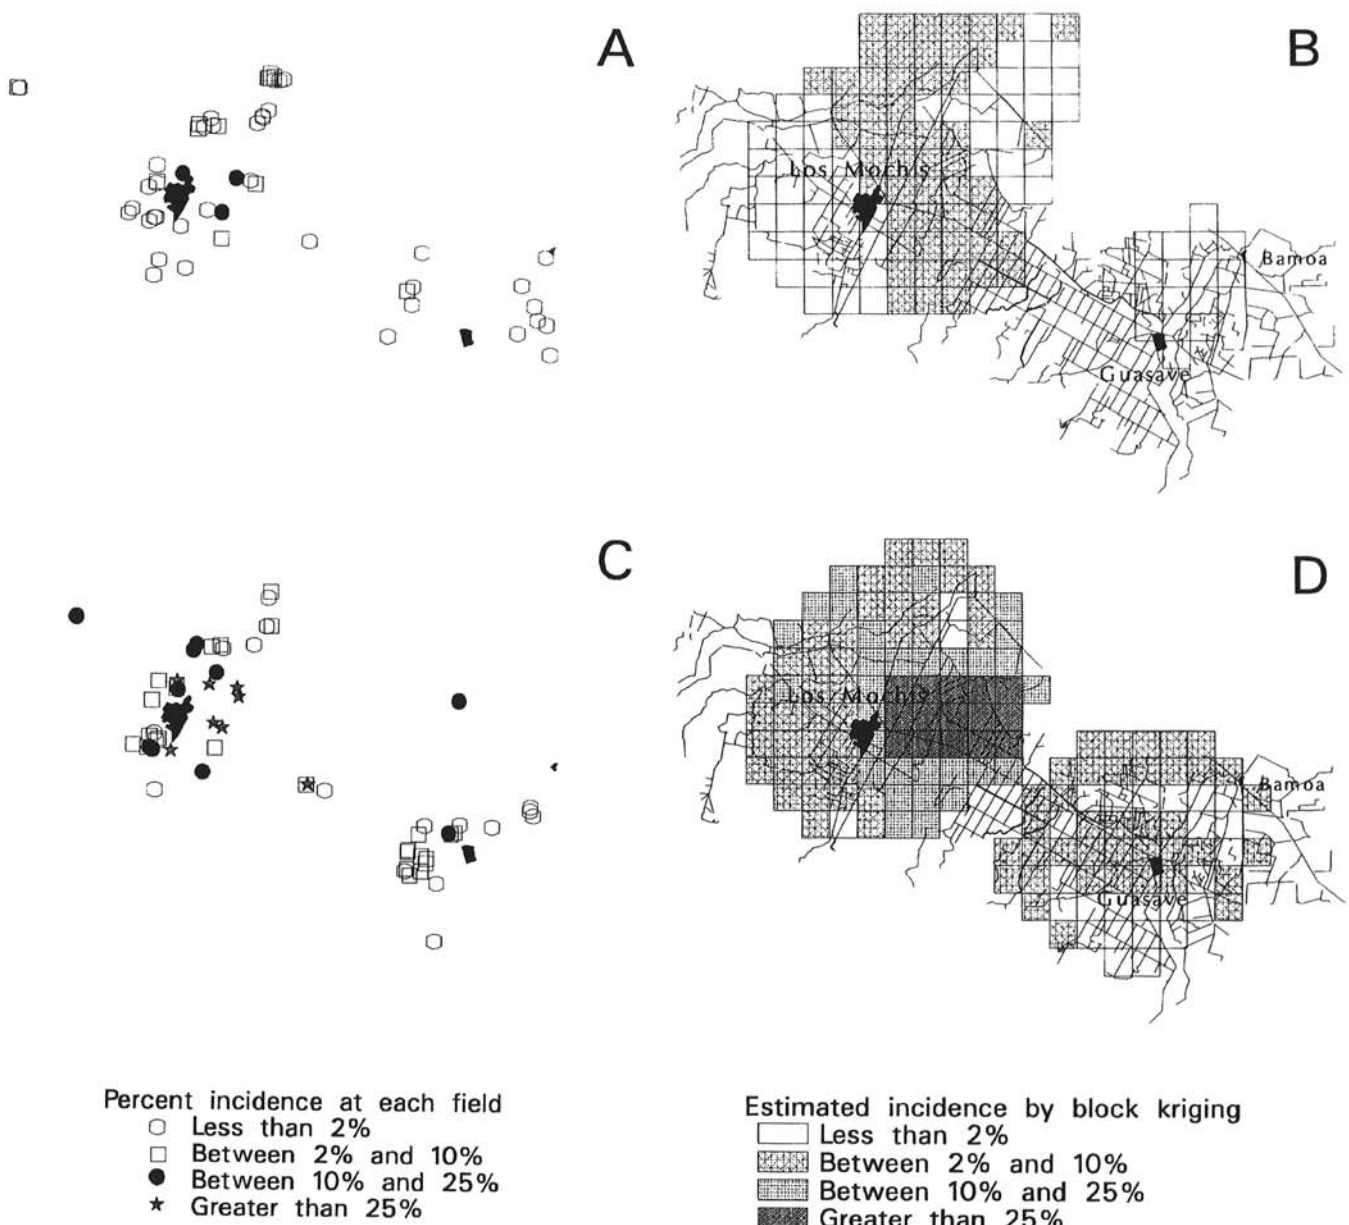 A
B
Los Mochis
Bamoa
Guasave
C
D
Los Mochis
Bamoa
Guasave
Percent incidence at each field
Less than 2%
Between 2% and 10%
Between 10% and 25%
Greater than 25%
Estimated incidence by block kriging
Less than 2%
Between 2% and 10%
Between 10% and 25%
Greater than 25%